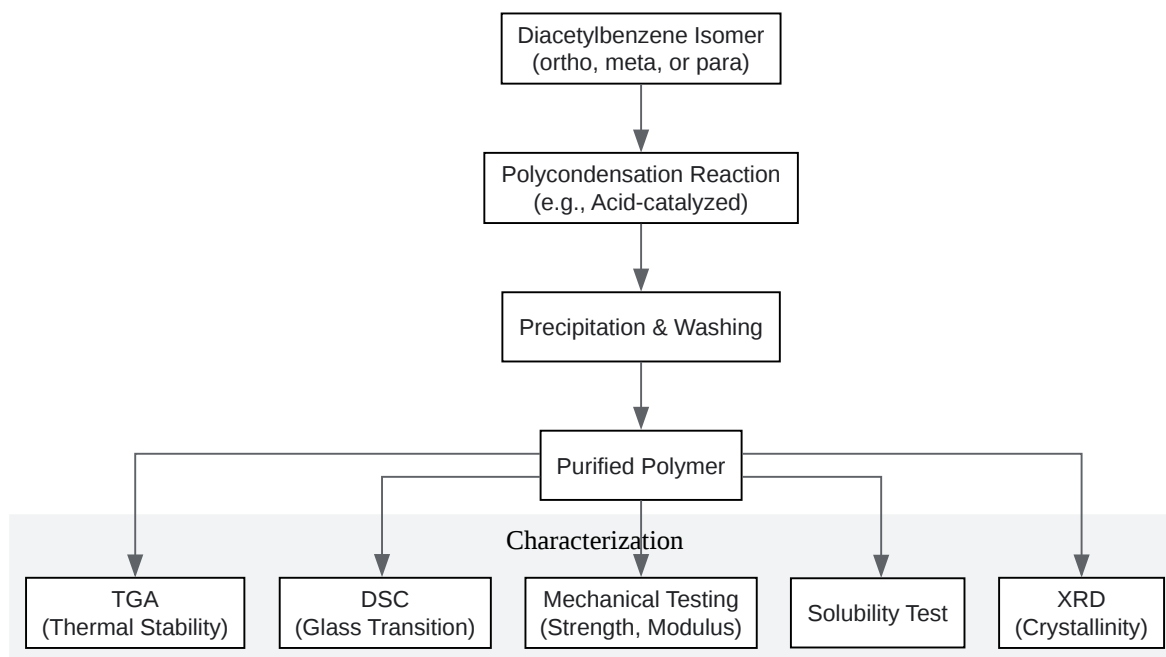 Diacetylbenzene Isomer
(ortho, meta, or para)
Polycondensation Reaction
(e.g., Acid-catalyzed)
Precipitation & Washing
Purified Polymer
Characterization
TGA
(Thermal Stability)
DSC
(Glass Transition)
Mechanical Testing
(Strength, Modulus)
Solubility Test
XRD
(Crystallinity)